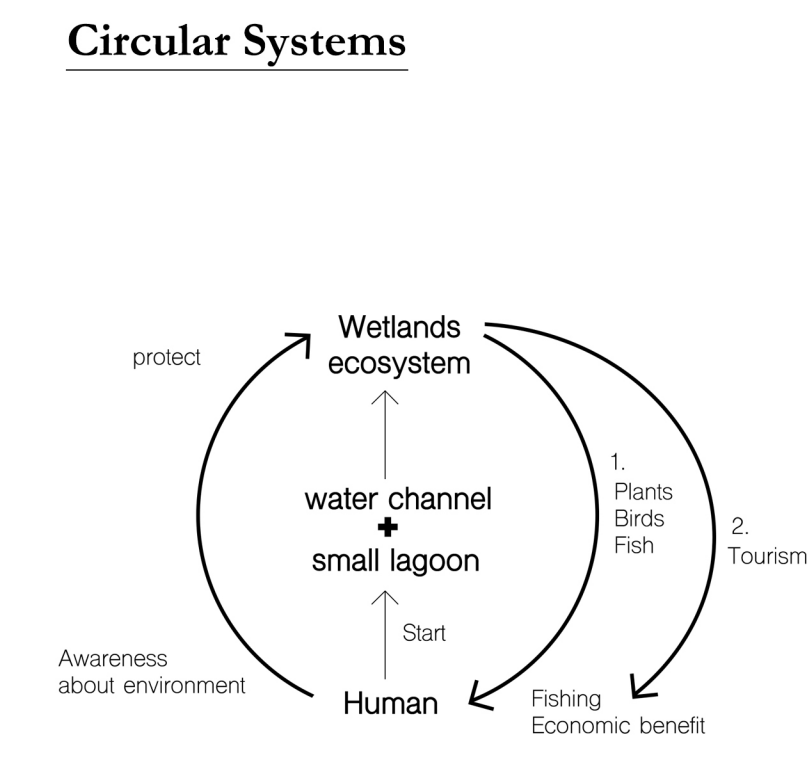 Circular Systems
Wetlands
ecosystem
protect
1.
Plants
Birds
Fish
water channel
+
small lagoon
2.
Tourism
Start
Awareness
about environment
Human
Fishing
Economic benefit